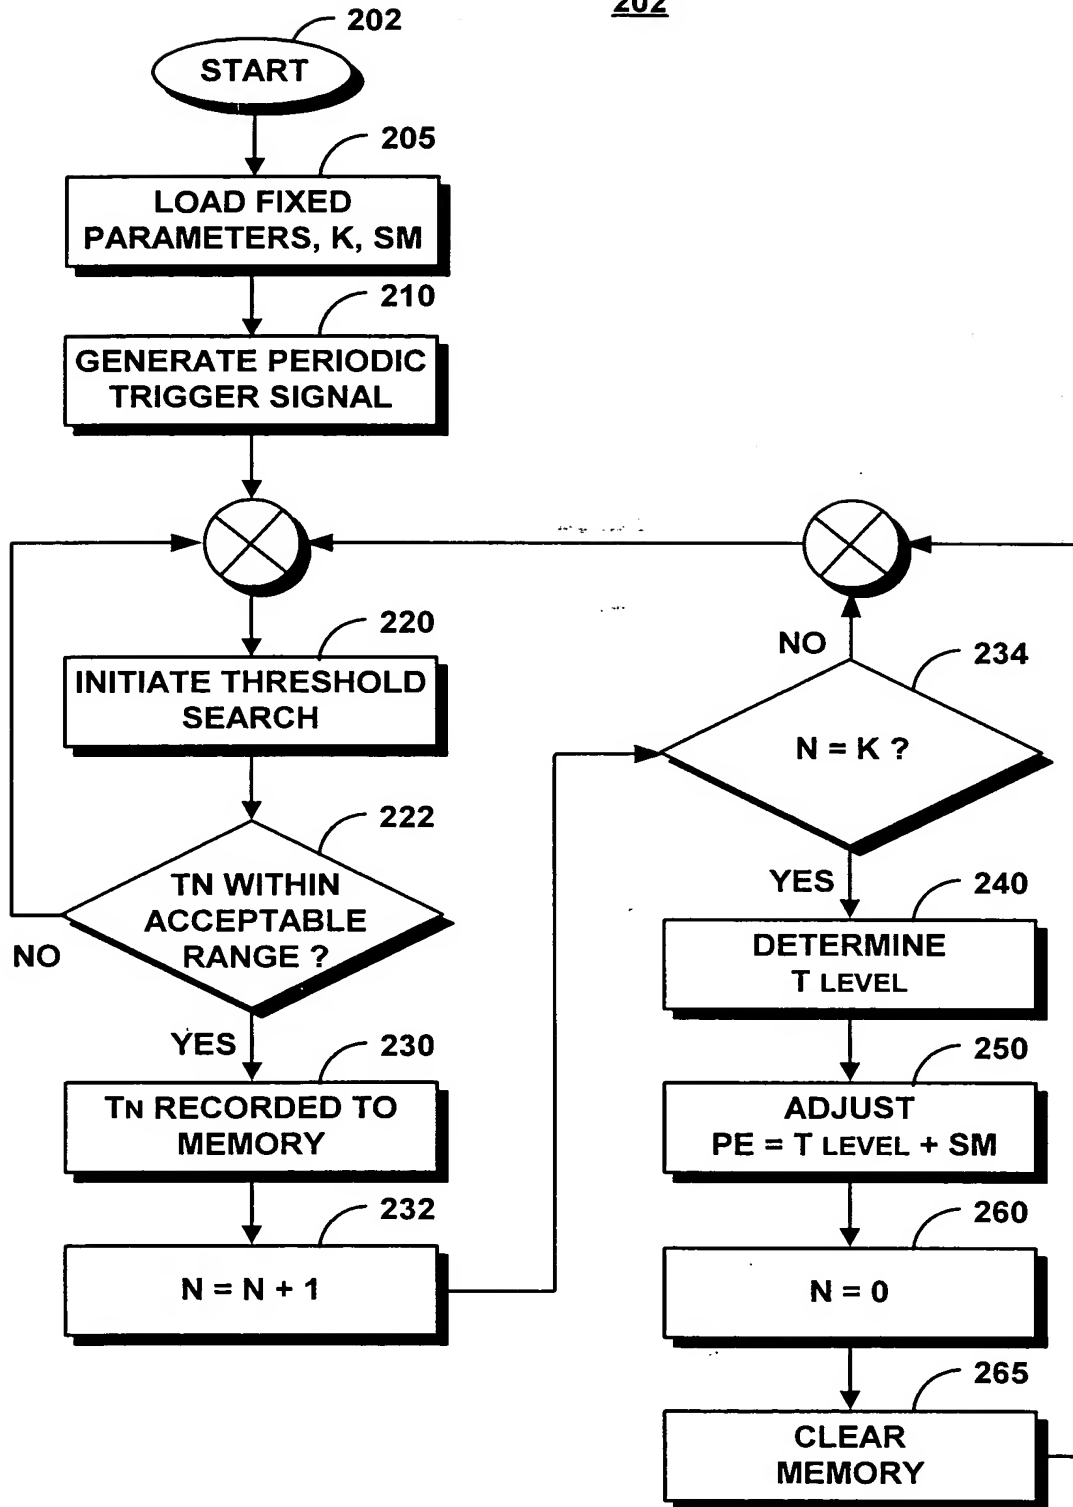 202
202
START
205
LOAD FIXED
PARAMETERS, K, SM
210
GENERATE PERIODIC
TRIGGER SIGNAL
220
INITIATE THRESHOLD
SEARCH
222
TN WITHIN
ACCEPTABLE
RANGE ?
NO
YES
230
TN RECORDED TO
MEMORY
232
N = N + 1
NO
234
N = K ?
YES
240
DETERMINE
T LEVEL
250
ADJUST
PE = T LEVEL + SM
260
N = 0
265
CLEAR
MEMORY